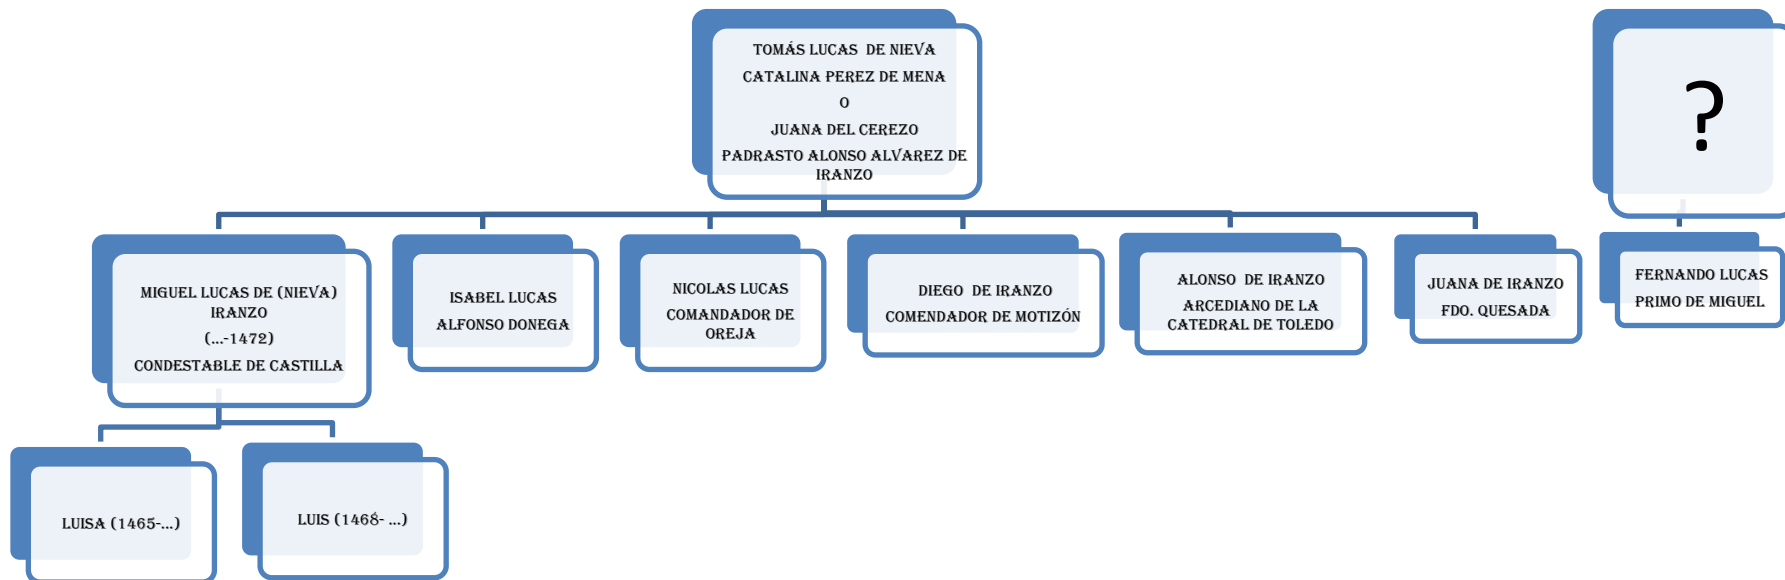 TOMÁS LUCAS DE NIEVA
CATALINA PEREZ DE MENA
O
JUANA DEL CEREZO
PADRASTO ALONSO ALVAREZ DE
IRANZO
?
MIGUEL LUCAS DE (NIEVA)
IRANZO
(...-1472)
CONDESTABLE DE CASTILLA
ISABEL LUCAS
ALFONSO DONEGA
NICOLAS LUCAS
COMANDADOR DE
OREJA
DIEGO DE IRANZO
COMENDADOR DE MOTIZÓN
ALONSO DE IRANZO
ARCEDIANO DE LA
CATEDRAL DE TOLEDO
JUANA DE IRANZO
FDO. QUESADA
FERNANDO LUCAS
PRIMO DE MIGUEL
LUISA (1465-...)
LUIS (1468- ...)